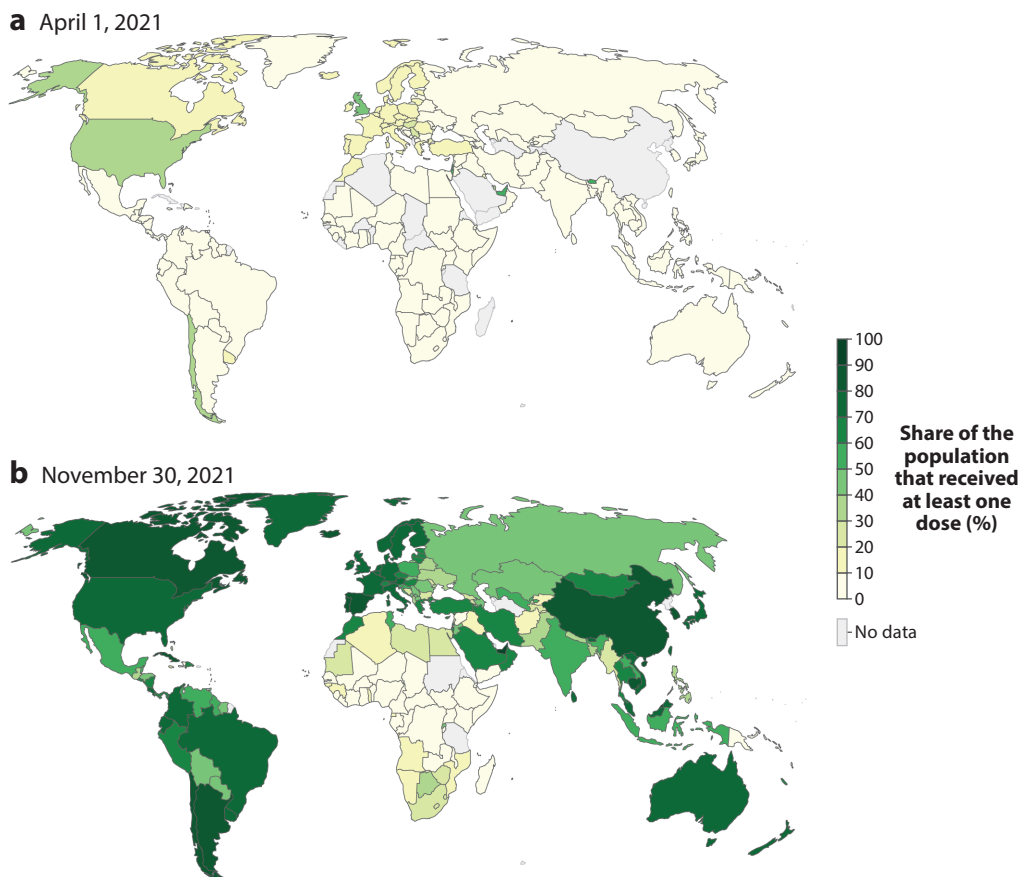 a April 1, 2021
b November 30, 2021
100
90
80
70
60
50
40
30
20
10
0
No data
Share of the
population
that received
at least one
dose (%)